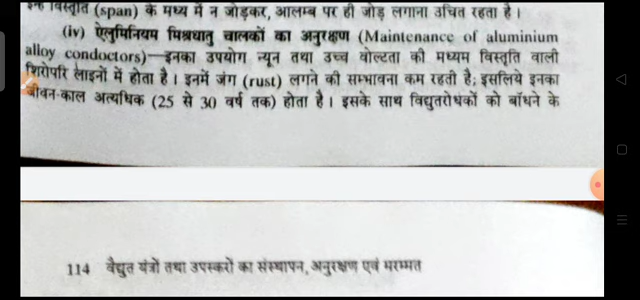 इन्हें विस्तृति (span) के मध्य में न जोड़कर, आलम्ब पर ही जोड़ लगाना उचित रहता है।
(iv) ऐलुमिनियम मिश्रधातु चालकों का अनुरक्षण (Maintenance of aluminium
alloy condoctors)—इनका उपयोग न्यून तथा उच्च वोल्टता की मध्यम विस्तृति वाली
शिरोपरि लाइनों में होता है। इनमें जंग (rust) लगने की सम्भावना कम रहती है; इसलिये इनका
जीवन-काल अत्यधिक (25 से 30 वर्ष तक) होता है। इसके साथ विद्युतरोधकों को बाँधने के
114 वैद्युत यंत्रों तथा उपस्करों का संस्थापन, अनुरक्षण एवं मरम्मत